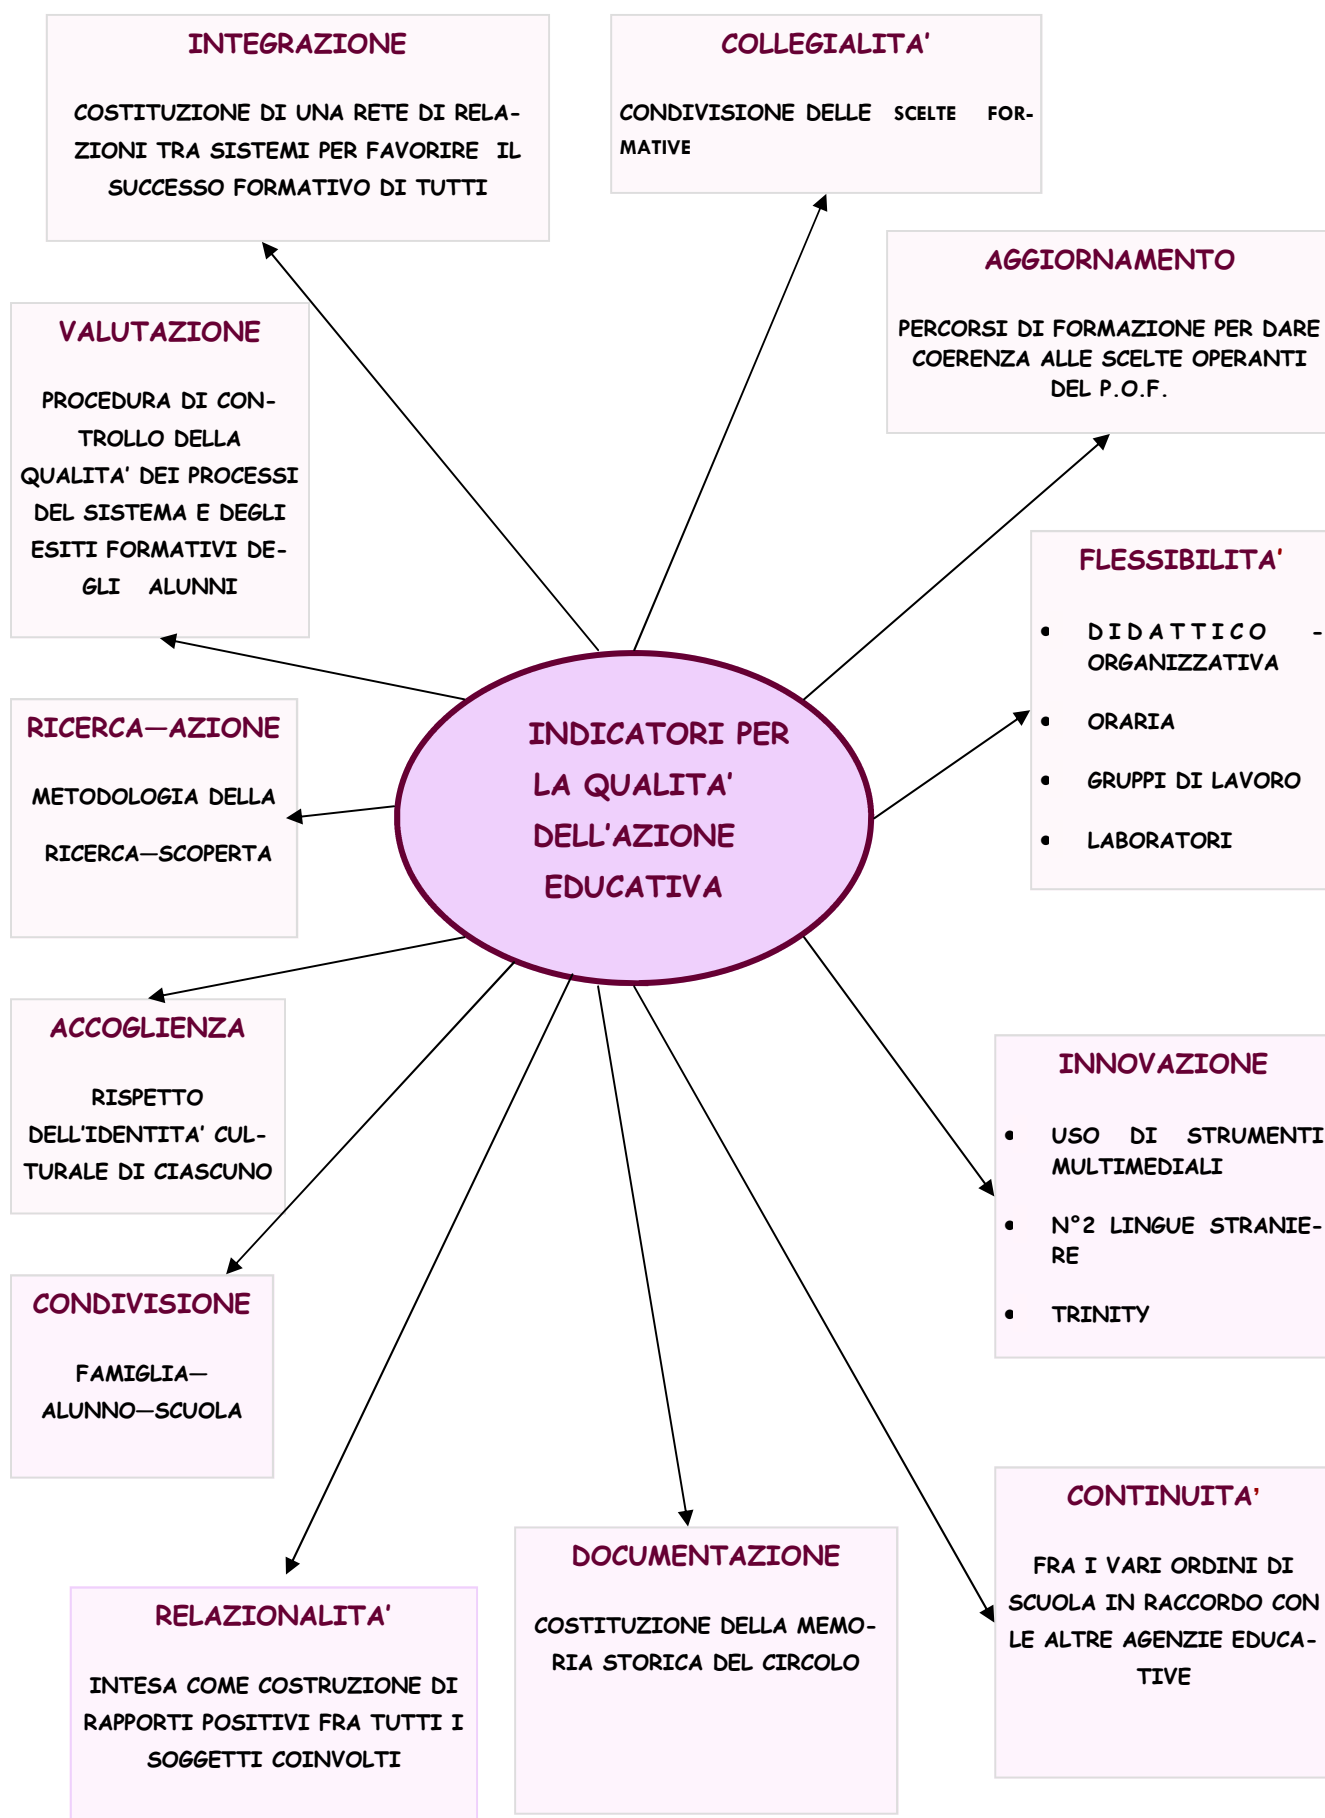 INTEGRAZIONE
COSTITUZIONE DI UNA RETE DI RELA-
ZIONI TRA SISTEMI PER FAVORIRE IL
SUCCESSO FORMATIVO DI TUTTI
COLLEGIALITA'
CONDIVISIONE DELLE SCELTE FOR-
MATIVE
AGGIORNAMENTO
PERCORSI DI FORMAZIONE PER DARE
COERENZA ALLE SCELTE OPERANTI
DEL P.O.F.
VALUTAZIONE
PROCEDURA DI CON-
TROLLO DELLA
QUALITA' DEI PROCESSI
DEL SISTEMA E DEGLI
ESITI FORMATIVI DE-
GLI ALUNNI
FLESSIBILITA'
• DIDATTICO -
ORGANIZZATIVA
• ORARIA
• GRUPPI DI LAVORO
• LABORATORI
RICERCA—AZIONE
METODOLOGIA DELLA
RICERCA—SCOPERTA
INDICATORI PER
LA QUALITA'
DELL'AZIONE
EDUCATIVA
ACCOGLIENZA
RISPETTO
DELL'IDENTITA' CUL-
TURALE DI CIASCUNO
INNOVAZIONE
• USO DI STRUMENTI
MULTIMEDIALI
• N°2 LINGUE STRANIE-
RE
• TRINITY
CONDIVISIONE
FAMIGLIA—
ALUNNO—SCUOLA
CONTINUITA'
FRA I VARI ORDINI DI
SCUOLA IN RACCORDO CON
LE ALTRE AGENZIE EDUCA-
TIVE
DOCUMENTAZIONE
COSTITUZIONE DELLA MEMO-
RIA STORICA DEL CIRCOLO
RELAZIONALITA'
INTESA COME COSTRUZIONE DI
RAPPORTI POSITIVI FRA TUTTI I
SOGGETTI COINVOLTI